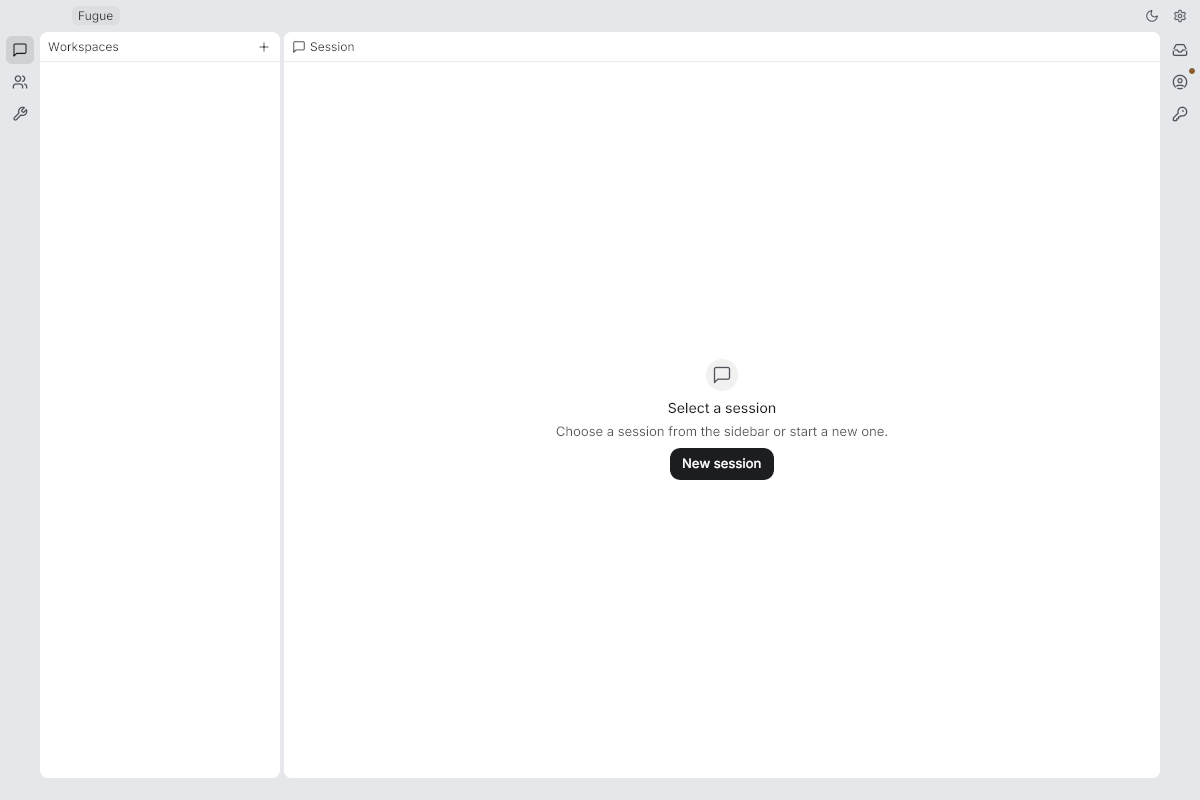 Fugue
Workspaces
Session
Select a session
Choose a session from the sidebar or start a new one.
New session